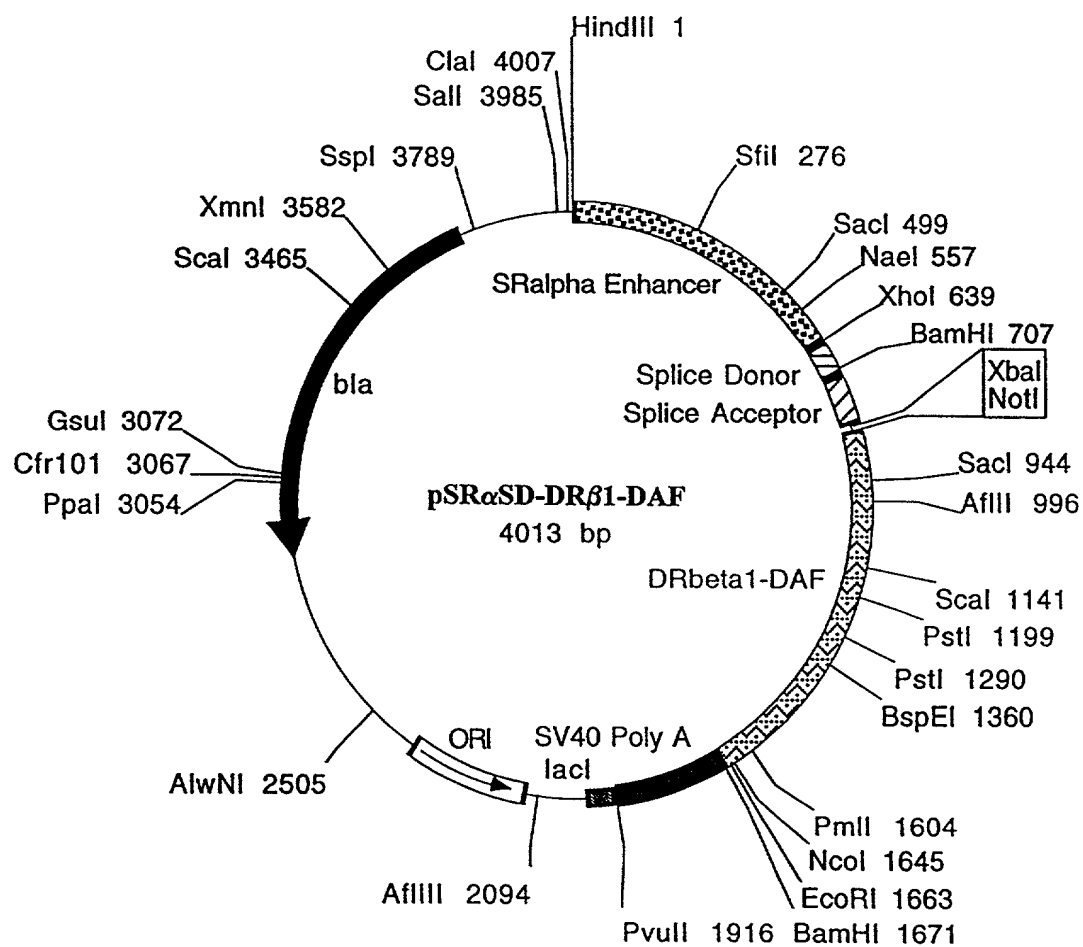 HindIII 1
ClaI 4007
SalI 3985
SspI 3789
SfiI 276
XmnI 3582
SacI 499
NaeI 557
ScaI 3465
SRalpha Enhancer
XhoI 639
BamHI 707
Splice Donor
XbaI
NotI
bla
Splice Acceptor
GsuI 3072
Cfr101 3067
PpaI 3054
SacI 944
AflII 996
pSRαSD-DRβ1-DAF
4013 bp
DRbeta1-DAF
ScaI 1141
PstI 1199
PstI 1290
BspEI 1360
ORI
SV40 Poly A
lacI
AlwNI 2505
PmlI 1604
NcoI 1645
AflIII 2094
EcoRI 1663
PvuII 1916
BamHI 1671